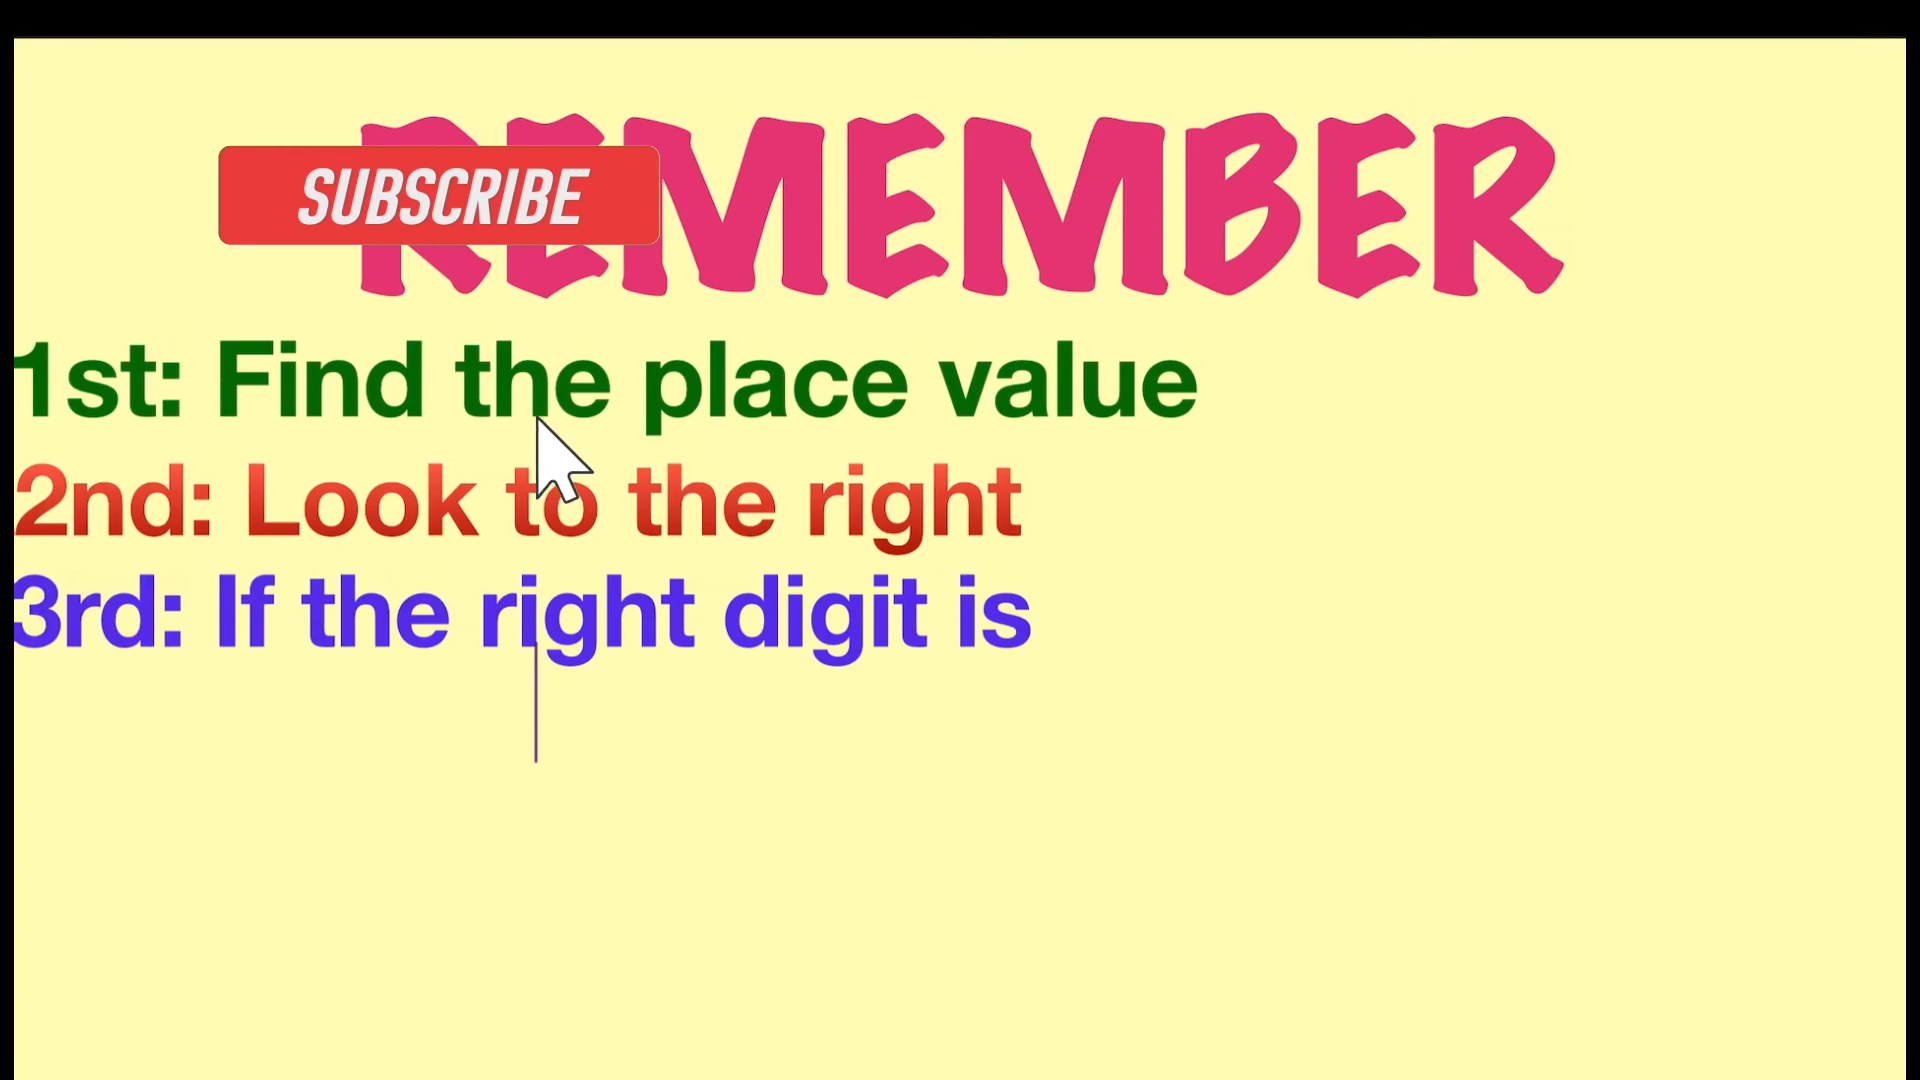 REMEMBER
SUBSCRIBE
1st: Find the place value
2nd: Look to the right
3rd: If the right digit is